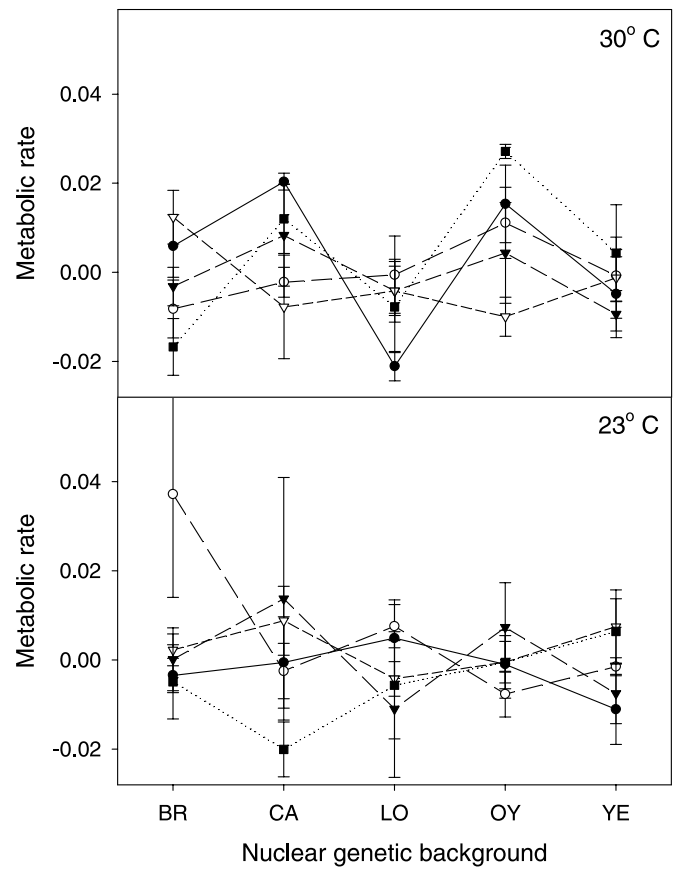 30° C
0.04
0.02
0.00
-0.02
Metabolic rate
23° C
0.04
0.02
0.00
-0.02
Metabolic rate
BR CA LO OY YE
Nuclear genetic background